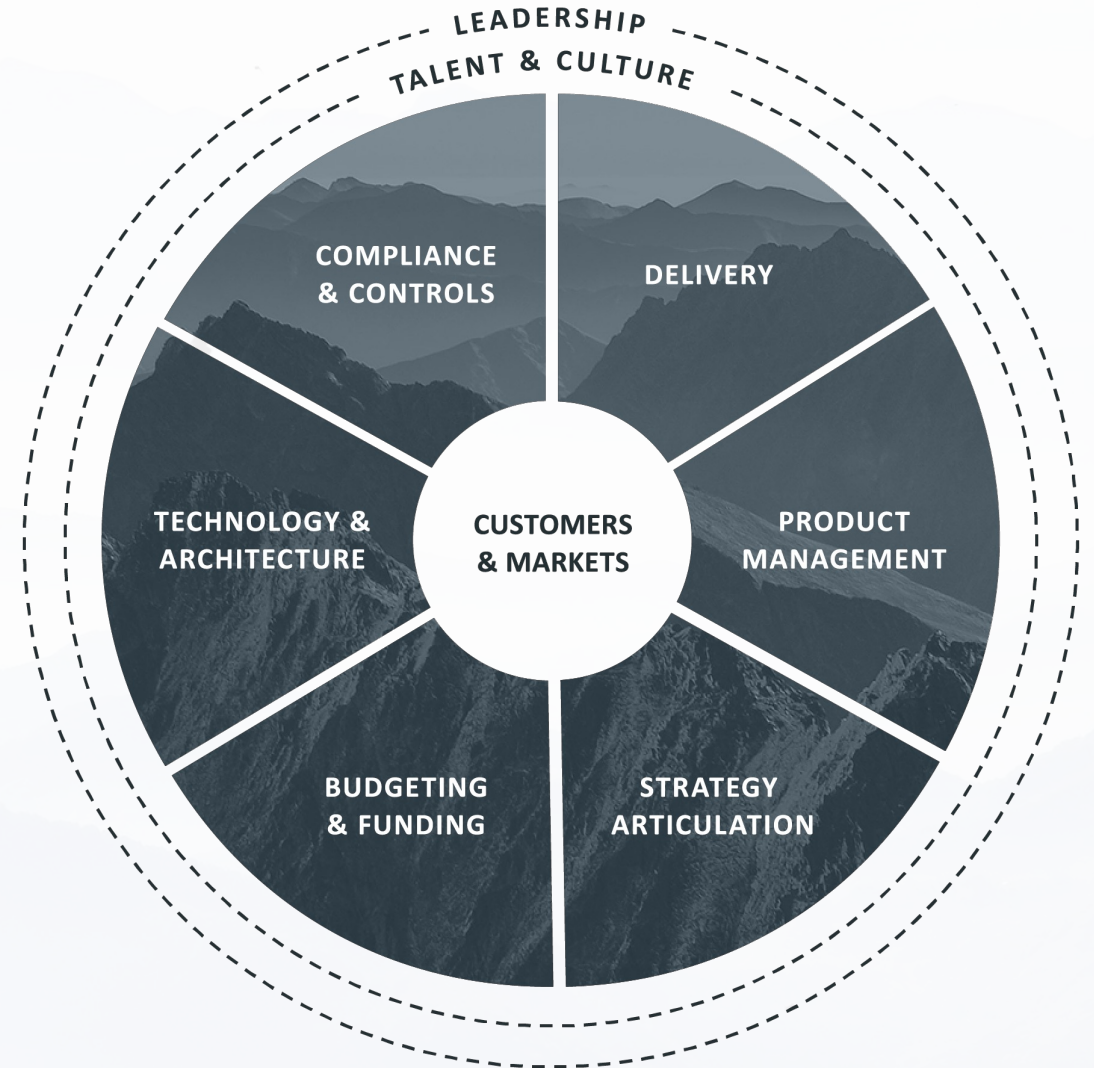 LEADERSHIP
TALENT & CULTURE
COMPLIANCE
& CONTROLS
DELIVERY
TECHNOLOGY &
ARCHITECTURE
CUSTOMERS
& MARKETS
PRODUCT
MANAGEMENT
BUDGETING
& FUNDING
STRATEGY
ARTICULATION